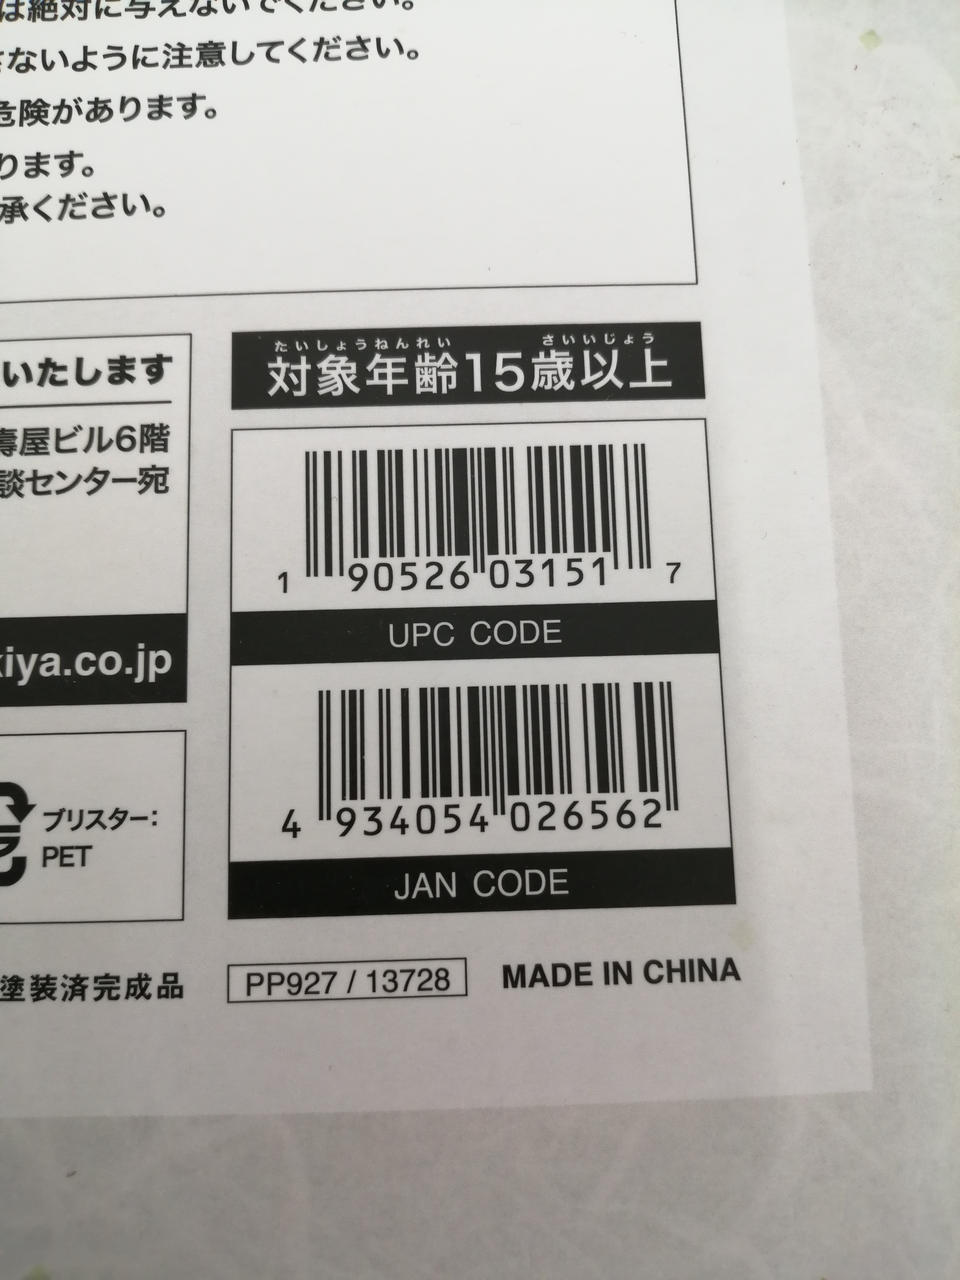 は絶対に与えないでください。
さないように注意してください。
危険があります。
ります。
承ください。
いたします
壽屋ビル6階
談センター宛
kiya.co.jp
ブリスター:
PET
塗装済完成品
たいしょうねんれい さいいじょう
対象年齢15歳以上
1 90526 03151 7
UPC CODE
4 934054 026562
JAN CODE
PP927 / 13728
MADE IN CHINA